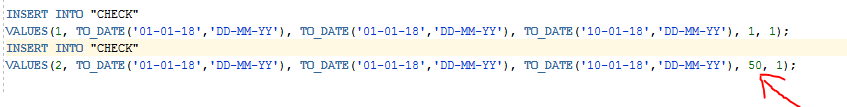 INSERT INTO "CHECK"
VALUES(1, TO_DATE('01-01-18','DD-MM-YY'), TO_DATE('01-01-18','DD-MM-YY'), TO_DATE('10-01-18','DD-MM-YY'), 1, 1);
INSERT INTO "CHECK"
VALUES(2, TO_DATE('01-01-18','DD-MM-YY'), TO_DATE('01-01-18','DD-MM-YY'), TO_DATE('10-01-18','DD-MM-YY'), 50, 1);